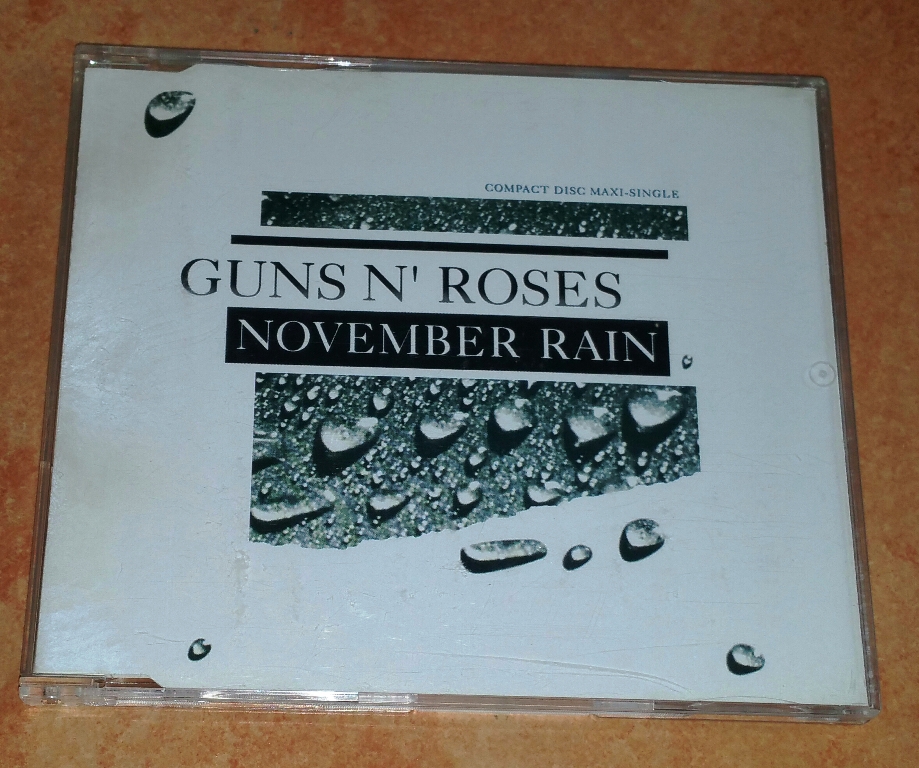 COMPACT DISC MAXI-SINGLE
GUNS N' ROSES
NOVEMBER RAIN